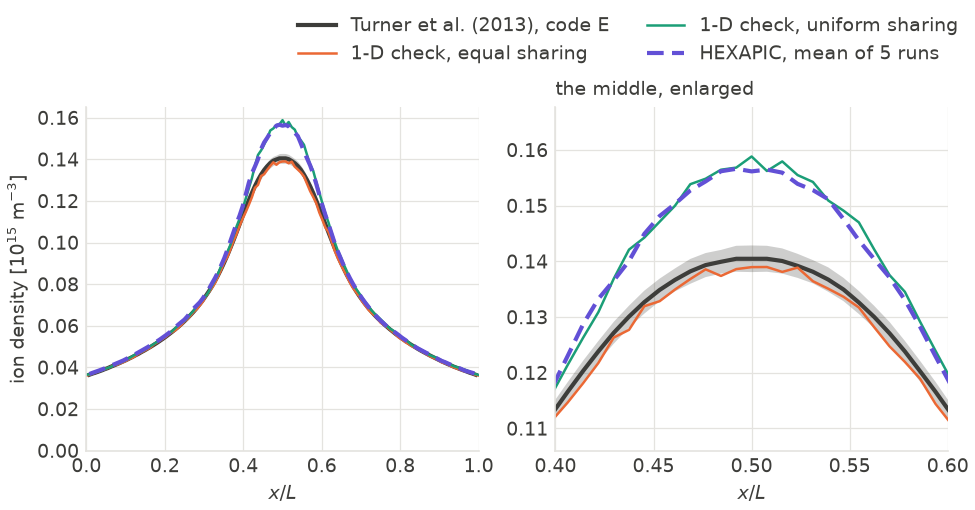 Turner et al. (2013), code E
1-D check, equal sharing
1-D check, uniform sharing
HEXAPIC, mean of 5 runs
ion density [10¹⁵ m⁻³]
0.16
0.14
0.12
0.10
0.08
0.06
0.04
0.02
0.00
0.0 0.2 0.4 0.6 0.8 1.0
x/L
the middle, enlarged
0.16
0.15
0.14
0.13
0.12
0.11
0.40 0.45 0.50 0.55 0.60
x/L